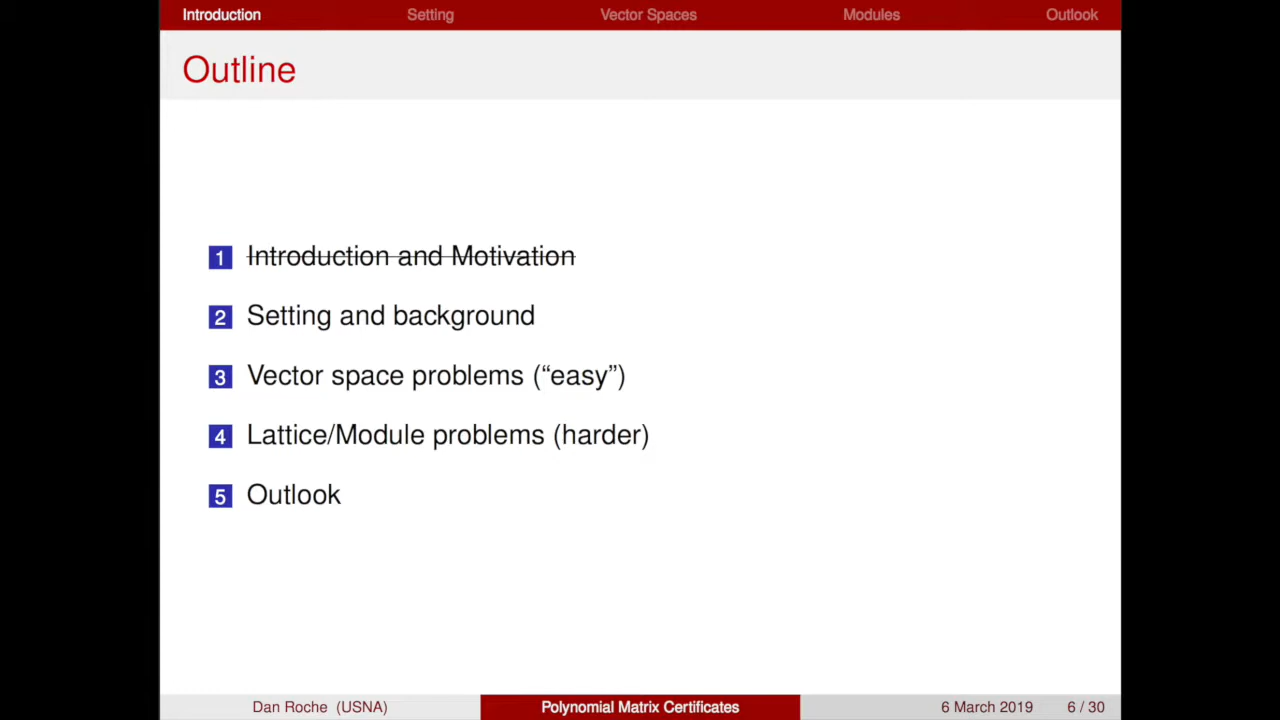 Introduction Setting Vector Spaces Modules Outlook
Outline
1 Introduction and Motivation
2 Setting and background
3 Vector space problems (“easy”)
4 Lattice/Module problems (harder)
5 Outlook
Dan Roche (USNA) Polynomial Matrix Certificates 6 March 2019 6 / 30